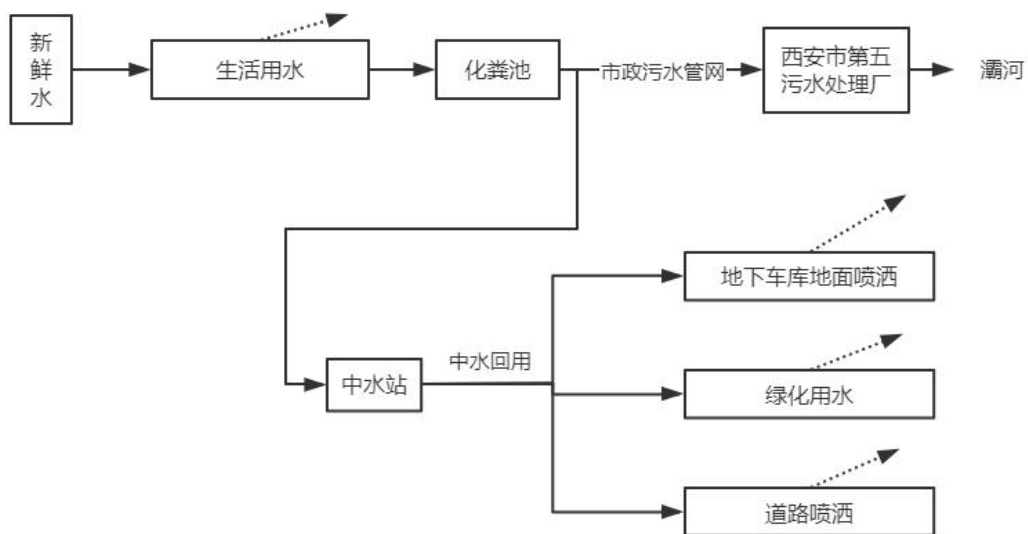 新
鲜
水
生活用水
化粪池
市政污水管网
西安市第五
污水处理厂
灞河
地下车库地面喷洒
中水回用
中水站
绿化用水
道路喷洒